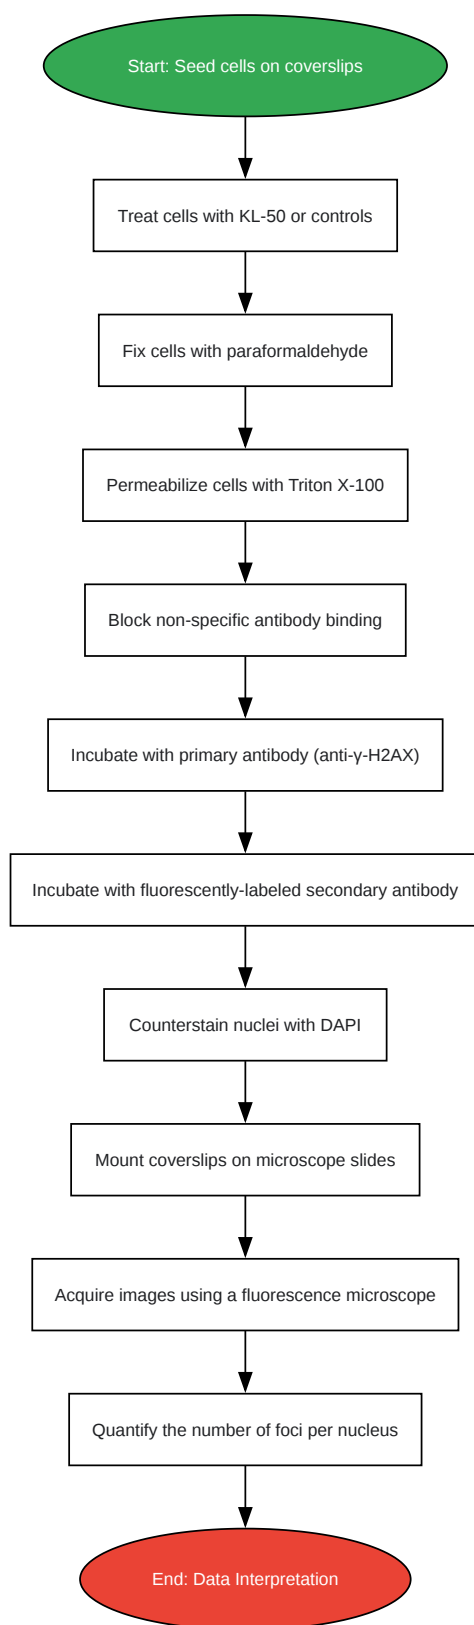 Start: Seed cells on coverslips
Treat cells with KL-50 or controls
Fix cells with paraformaldehyde
Permeabilize cells with Triton X-100
Block non-specific antibody binding
Incubate with primary antibody (anti-γ-H2AX)
Incubate with fluorescently-labeled secondary antibody
Counterstain nuclei with DAPI
Mount coverslips on microscope slides
Acquire images using a fluorescence microscope
Quantify the number of foci per nucleus
End: Data Interpretation